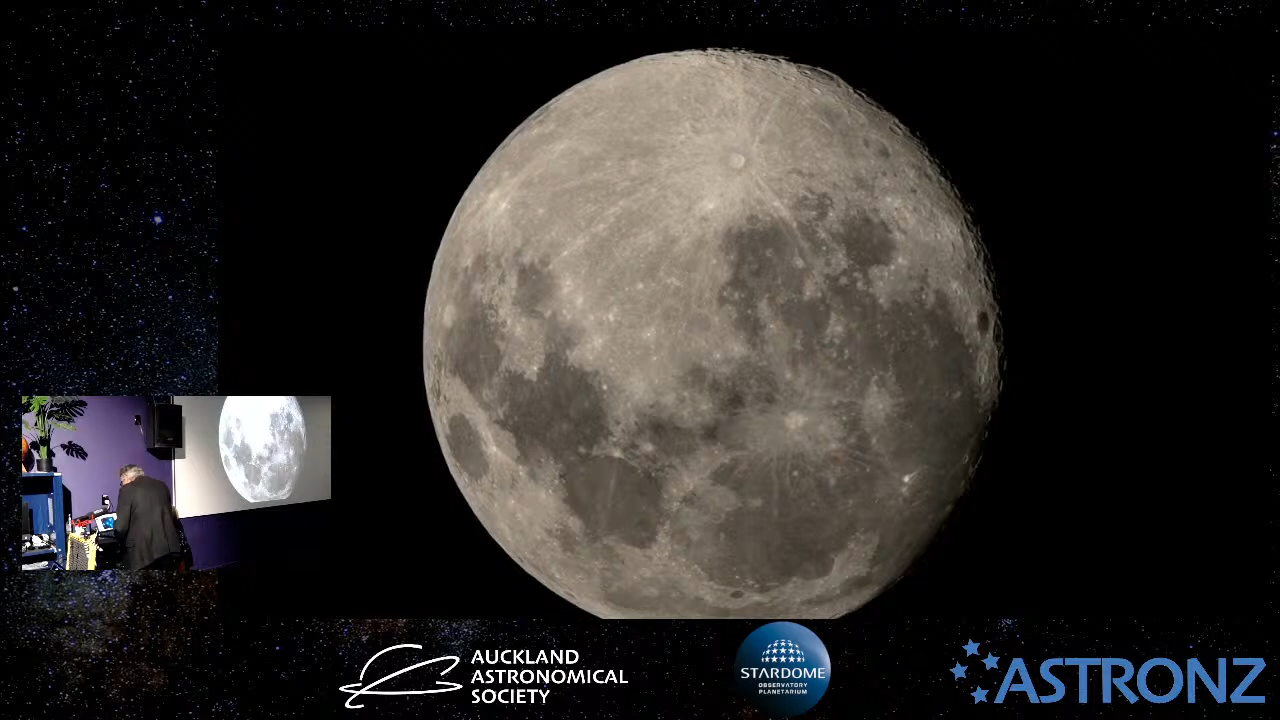 AUCKLAND
ASTRONOMICAL
SOCIETY
STARDOME
OBSERVATORY
PLANETARIUM
ASTRONZ